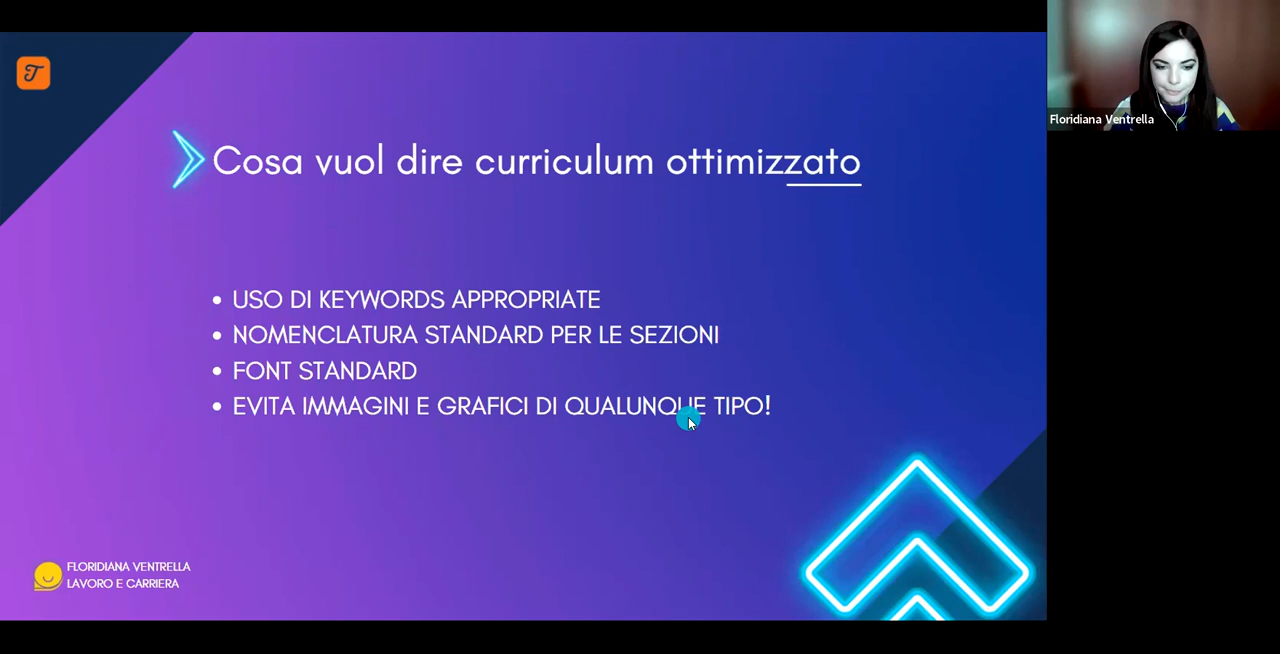 Cosa vuol dire curriculum ottimizzato
• USO DI KEYWORDS APPROPRIATE
• NOMENCLATURA STANDARD PER LE SEZIONI
• FONT STANDARD
• EVITA IMMAGINI E GRAFICI DI QUALUNQUE TIPO!
FLORIDIANA VENTRELLA
LAVORO E CARRIERA
Floridiana Ventrella